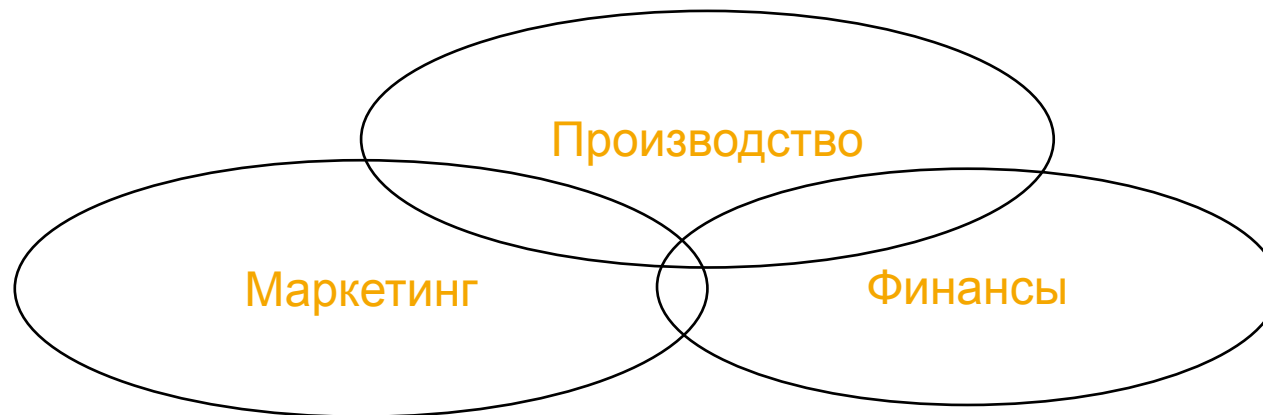 Производство
Маркетинг
Финансы